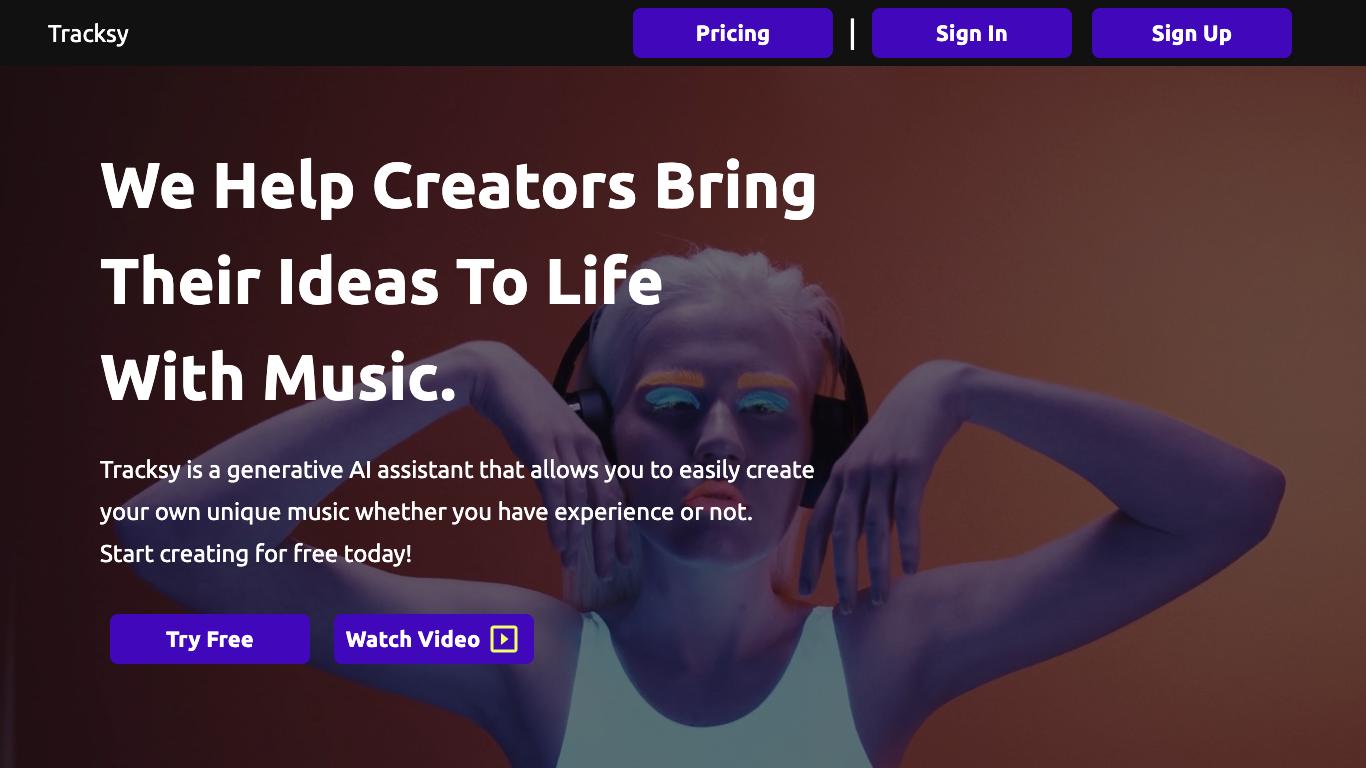 Tracksy
Pricing
|
Sign In
Sign Up
We Help Creators Bring
Their Ideas To Life
With Music.
Tracksy is a generative AI assistant that allows you to easily create
your own unique music whether you have experience or not.
Start creating for free today!
Try Free
Watch Video